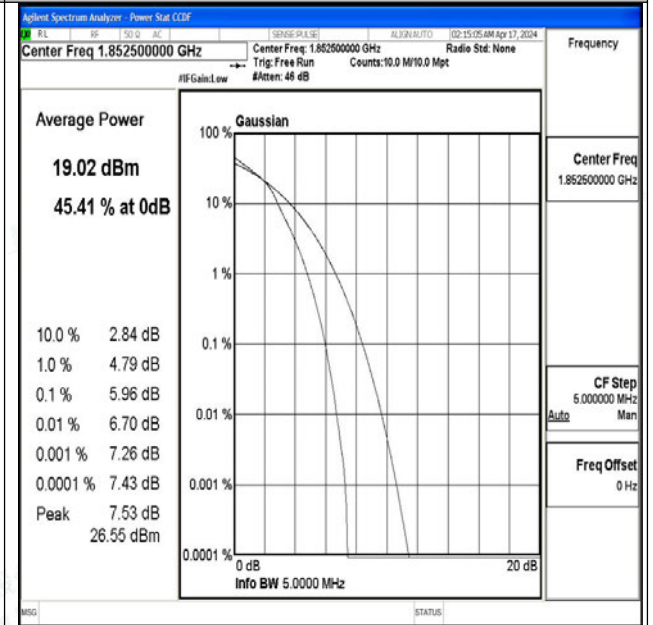 Agilent Spectrum Analyzer - Power Stat CCDF
RL RF 50 Ω AC SENSE:PULSE ALIGNAUTO 02:15:05 AM Apr 17, 2024
Center Freq 1.852500000 GHz
Center Freq: 1.852500000 GHz Radio Std: None
Trig: Free Run Counts:10.0 M/10.0 Mpt
#IFGain:Low #Atten: 46 dB
Frequency
Average Power
19.02 dBm
45.41 % at 0dB
10.0 % 2.84 dB
1.0 % 4.79 dB
0.1 % 5.96 dB
0.01 % 6.70 dB
0.001 % 7.26 dB
0.0001 % 7.43 dB
Peak 7.53 dB
26.55 dBm
Gaussian
100 %
10 %
1 %
0.1 %
0.01 %
0.001 %
0.0001 %
0 dB 20 dB
Info BW 5.0000 MHz
Center Freq
1.852500000 GHz
CF Step
5.000000 MHz
Auto Man
Freq Offset
0 Hz
MSG STATUS